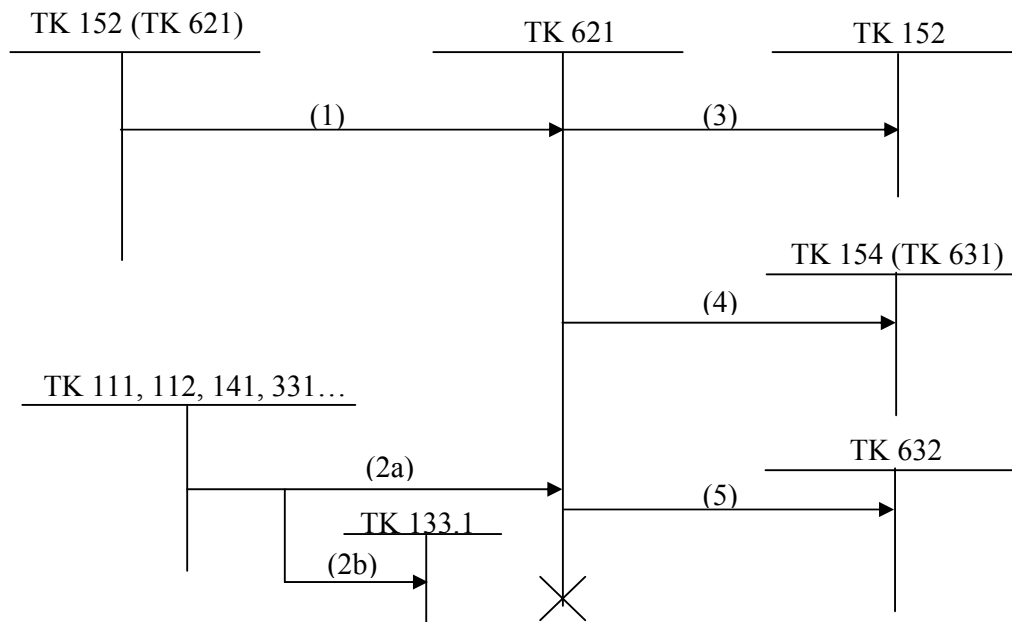 TK 152 (TK 621)
TK 621
TK 152
(1)
(3)
TK 154 (TK 631)
(4)
TK 111, 112, 141, 331…
TK 632
(2a)
(5)
TK 133.1
(2b)